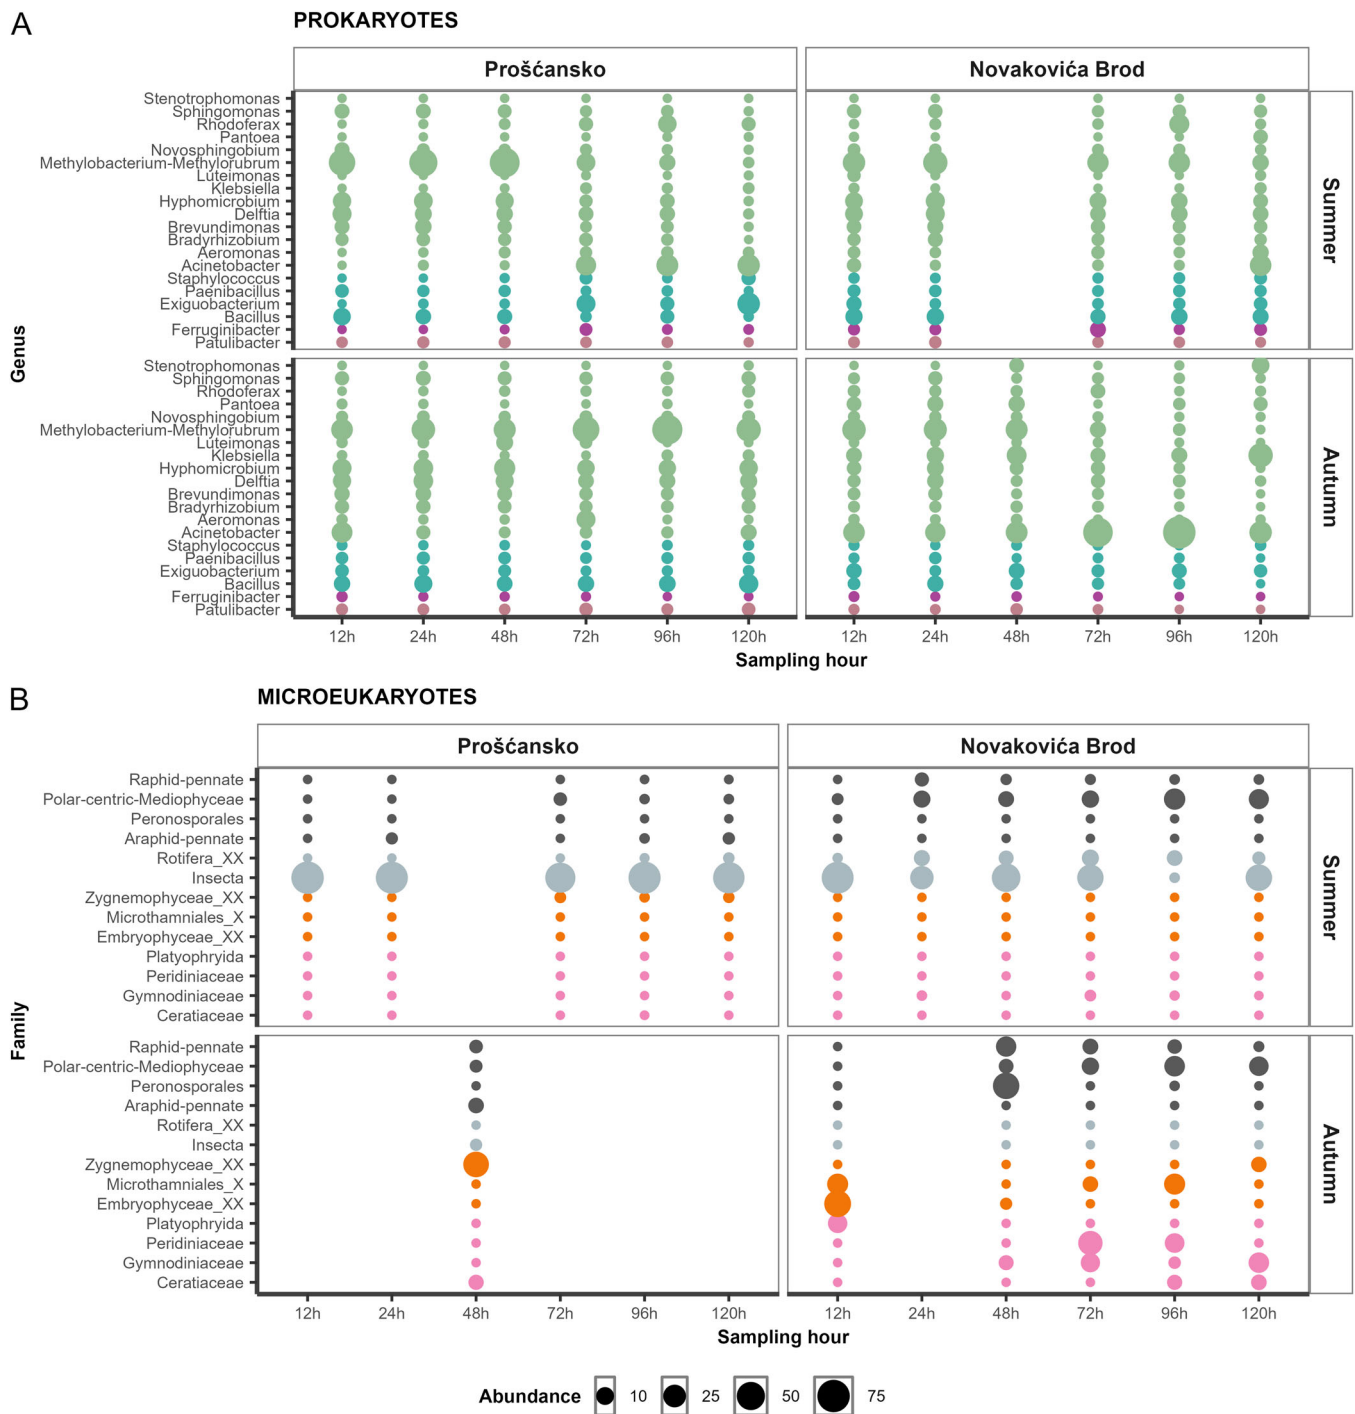 A
PROKARYOTES
Prošćansko
Novakovića Brod
Stenotrophomonas
Sphingomonas
Rhodoferax
Pantoea
Novosphingobium
Methylobacterium-Methylorubrum
Luteimonas
Klebsiella
Hyphomicrobium
Delftia
Brevundimonas
Bradyrhizobium
Aeromonas
Acinetobacter
Staphylococcus
Paenibacillus
Exiguobacterium
Bacillus
Ferruginibacter
Patulibacter
Summer
Genus
Stenotrophomonas
Sphingomonas
Rhodoferax
Pantoea
Novosphingobium
Methylobacterium-Methylorubrum
Luteimonas
Klebsiella
Hyphomicrobium
Delftia
Brevundimonas
Bradyrhizobium
Aeromonas
Acinetobacter
Staphylococcus
Paenibacillus
Exiguobacterium
Bacillus
Ferruginibacter
Patulibacter
Autumn
12h 24h 48h 72h 96h 120h 12h 24h 48h 72h 96h 120h
Sampling hour
B
MICROEUKARYOTES
Prošćansko
Novakovića Brod
Raphid-pennate
Polar-centric-Mediophyceae
Peronosporales
Araphid-pennate
Rotifera_XX
Insecta
Zygnemophyceae_XX
Microthamniales_X
Embryophyceae_XX
Platyophryida
Peridiniaceae
Gymnodiniaceae
Ceratiaceae
Summer
Family
Raphid-pennate
Polar-centric-Mediophyceae
Peronosporales
Araphid-pennate
Rotifera_XX
Insecta
Zygnemophyceae_XX
Microthamniales_X
Embryophyceae_XX
Platyophryida
Peridiniaceae
Gymnodiniaceae
Ceratiaceae
Autumn
12h 24h 48h 72h 96h 120h 12h 24h 48h 72h 96h 120h
Sampling hour
Abundance 10 25 50 75